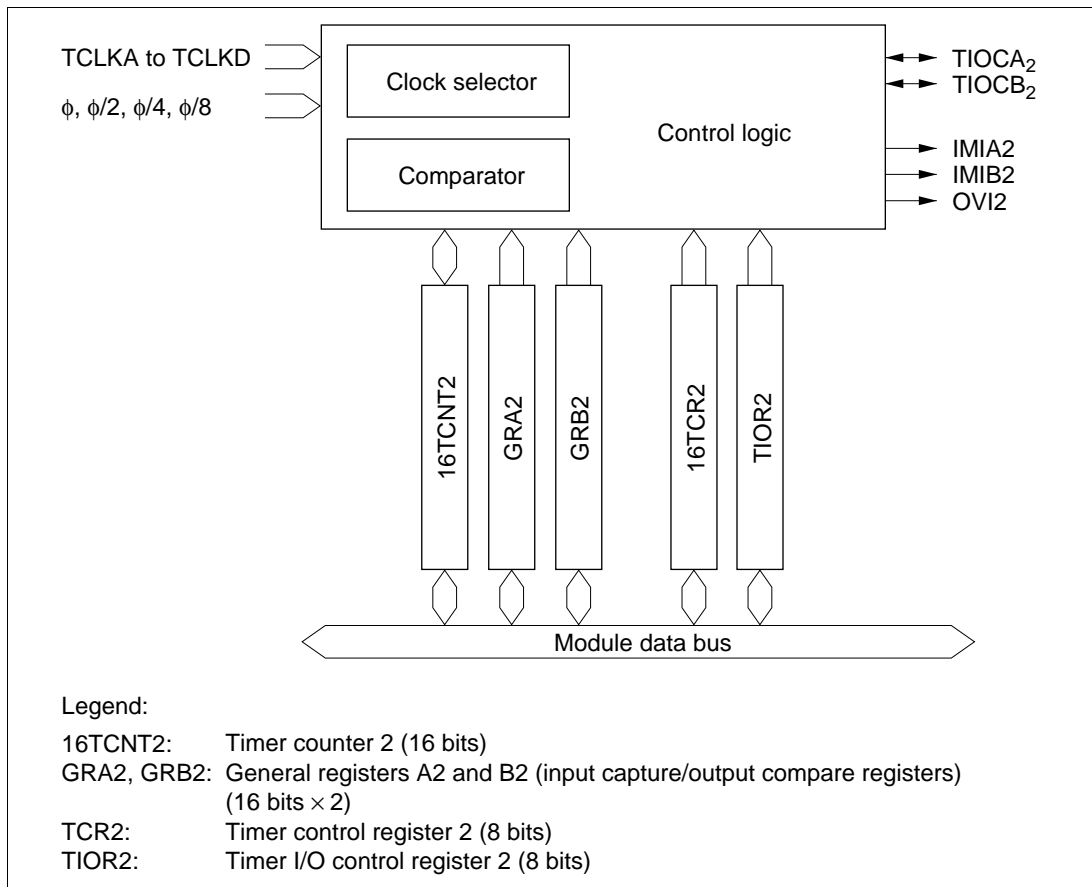 TCLKA to TCLKD
ϕ, ϕ/2, ϕ/4, ϕ/8
Clock selector
Comparator
Control logic
TIOCA2
TIOCB2
IMIA2
IMIB2
OVI2
16TCNT2
GRA2
GRB2
16TCR2
TIOR2
Module data bus
Legend:
16TCNT2: Timer counter 2 (16 bits)
GRA2, GRB2: General registers A2 and B2 (input capture/output compare registers)
(16 bits × 2)
TCR2: Timer control register 2 (8 bits)
TIOR2: Timer I/O control register 2 (8 bits)